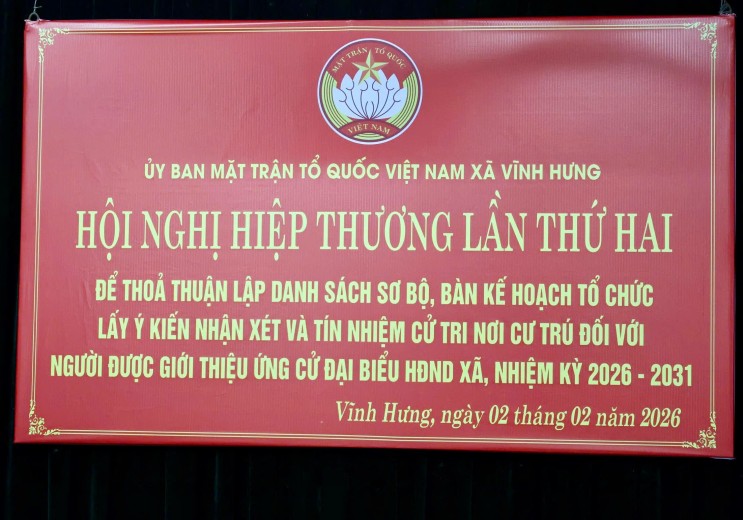 MẶT TRẬN TỔ QUỐC
VIỆT NAM
ỦY BAN MẶT TRẬN TỔ QUỐC VIỆT NAM XÃ VĨNH HƯNG
HỘI NGHỊ HIỆP THƯƠNG LẦN THỨ HAI
ĐỂ THOẢ THUẬN LẬP DANH SÁCH SƠ BỘ, BÀN KẾ HOẠCH TỔ CHỨC
LẤY Ý KIẾN NHẬN XÉT VÀ TÍN NHIỆM CỬ TRI NƠI CƯ TRÚ ĐỐI VỚI
NGƯỜI ĐƯỢC GIỚI THIỆU ỨNG CỬ ĐẠI BIỂU HĐND XÃ, NHIỆM KỲ 2026 - 2031
Vĩnh Hưng, ngày 02 tháng 02 năm 2026